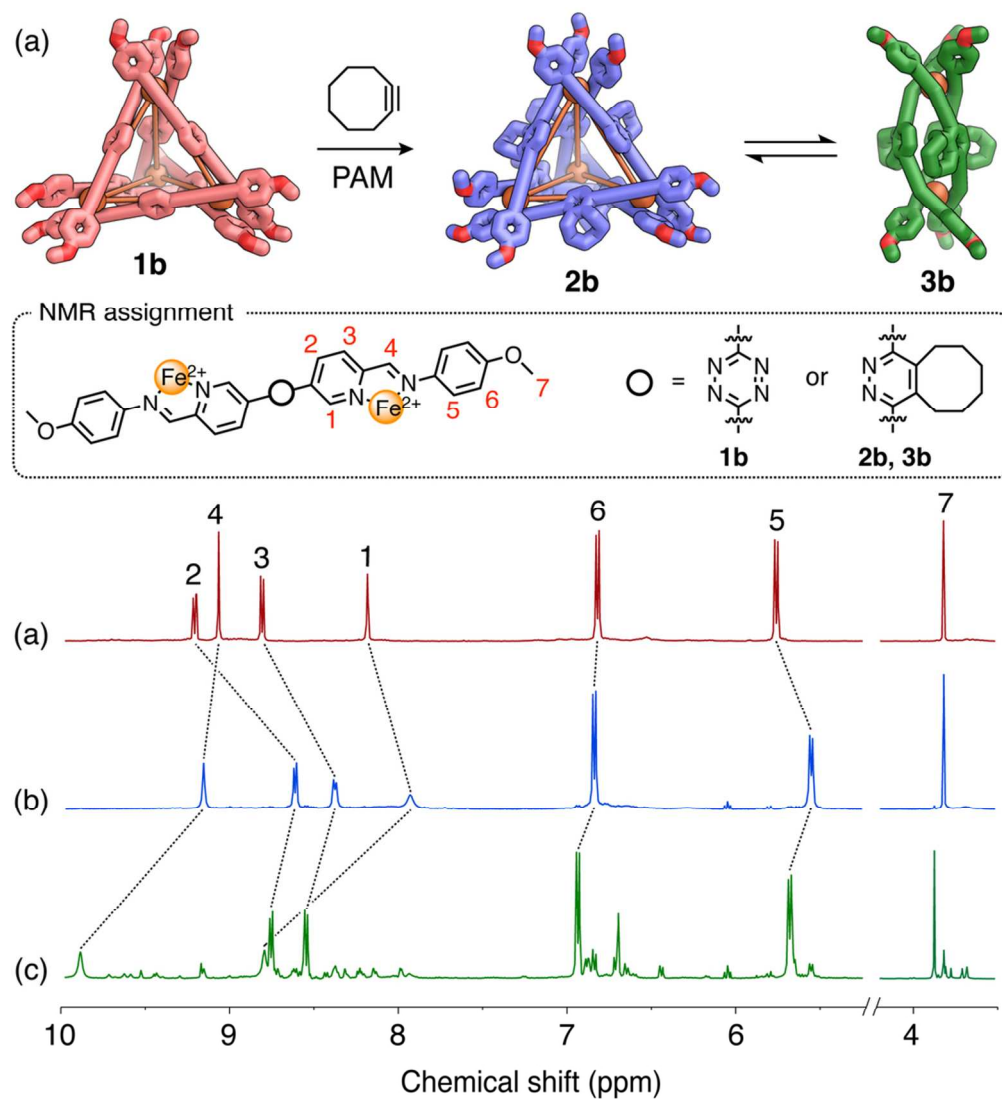 (a)
PAM
1b
2b
3b
NMR assignment
Fe2+
N
N
O
2
3
4
1
N
N
Fe2+
5
6
O
7
=
N
N
N
N
or
N
N
1b
2b, 3b
2
4
3
1
6
5
7
(a)
(b)
(c)
10
9
8
7
6
4
Chemical shift (ppm)